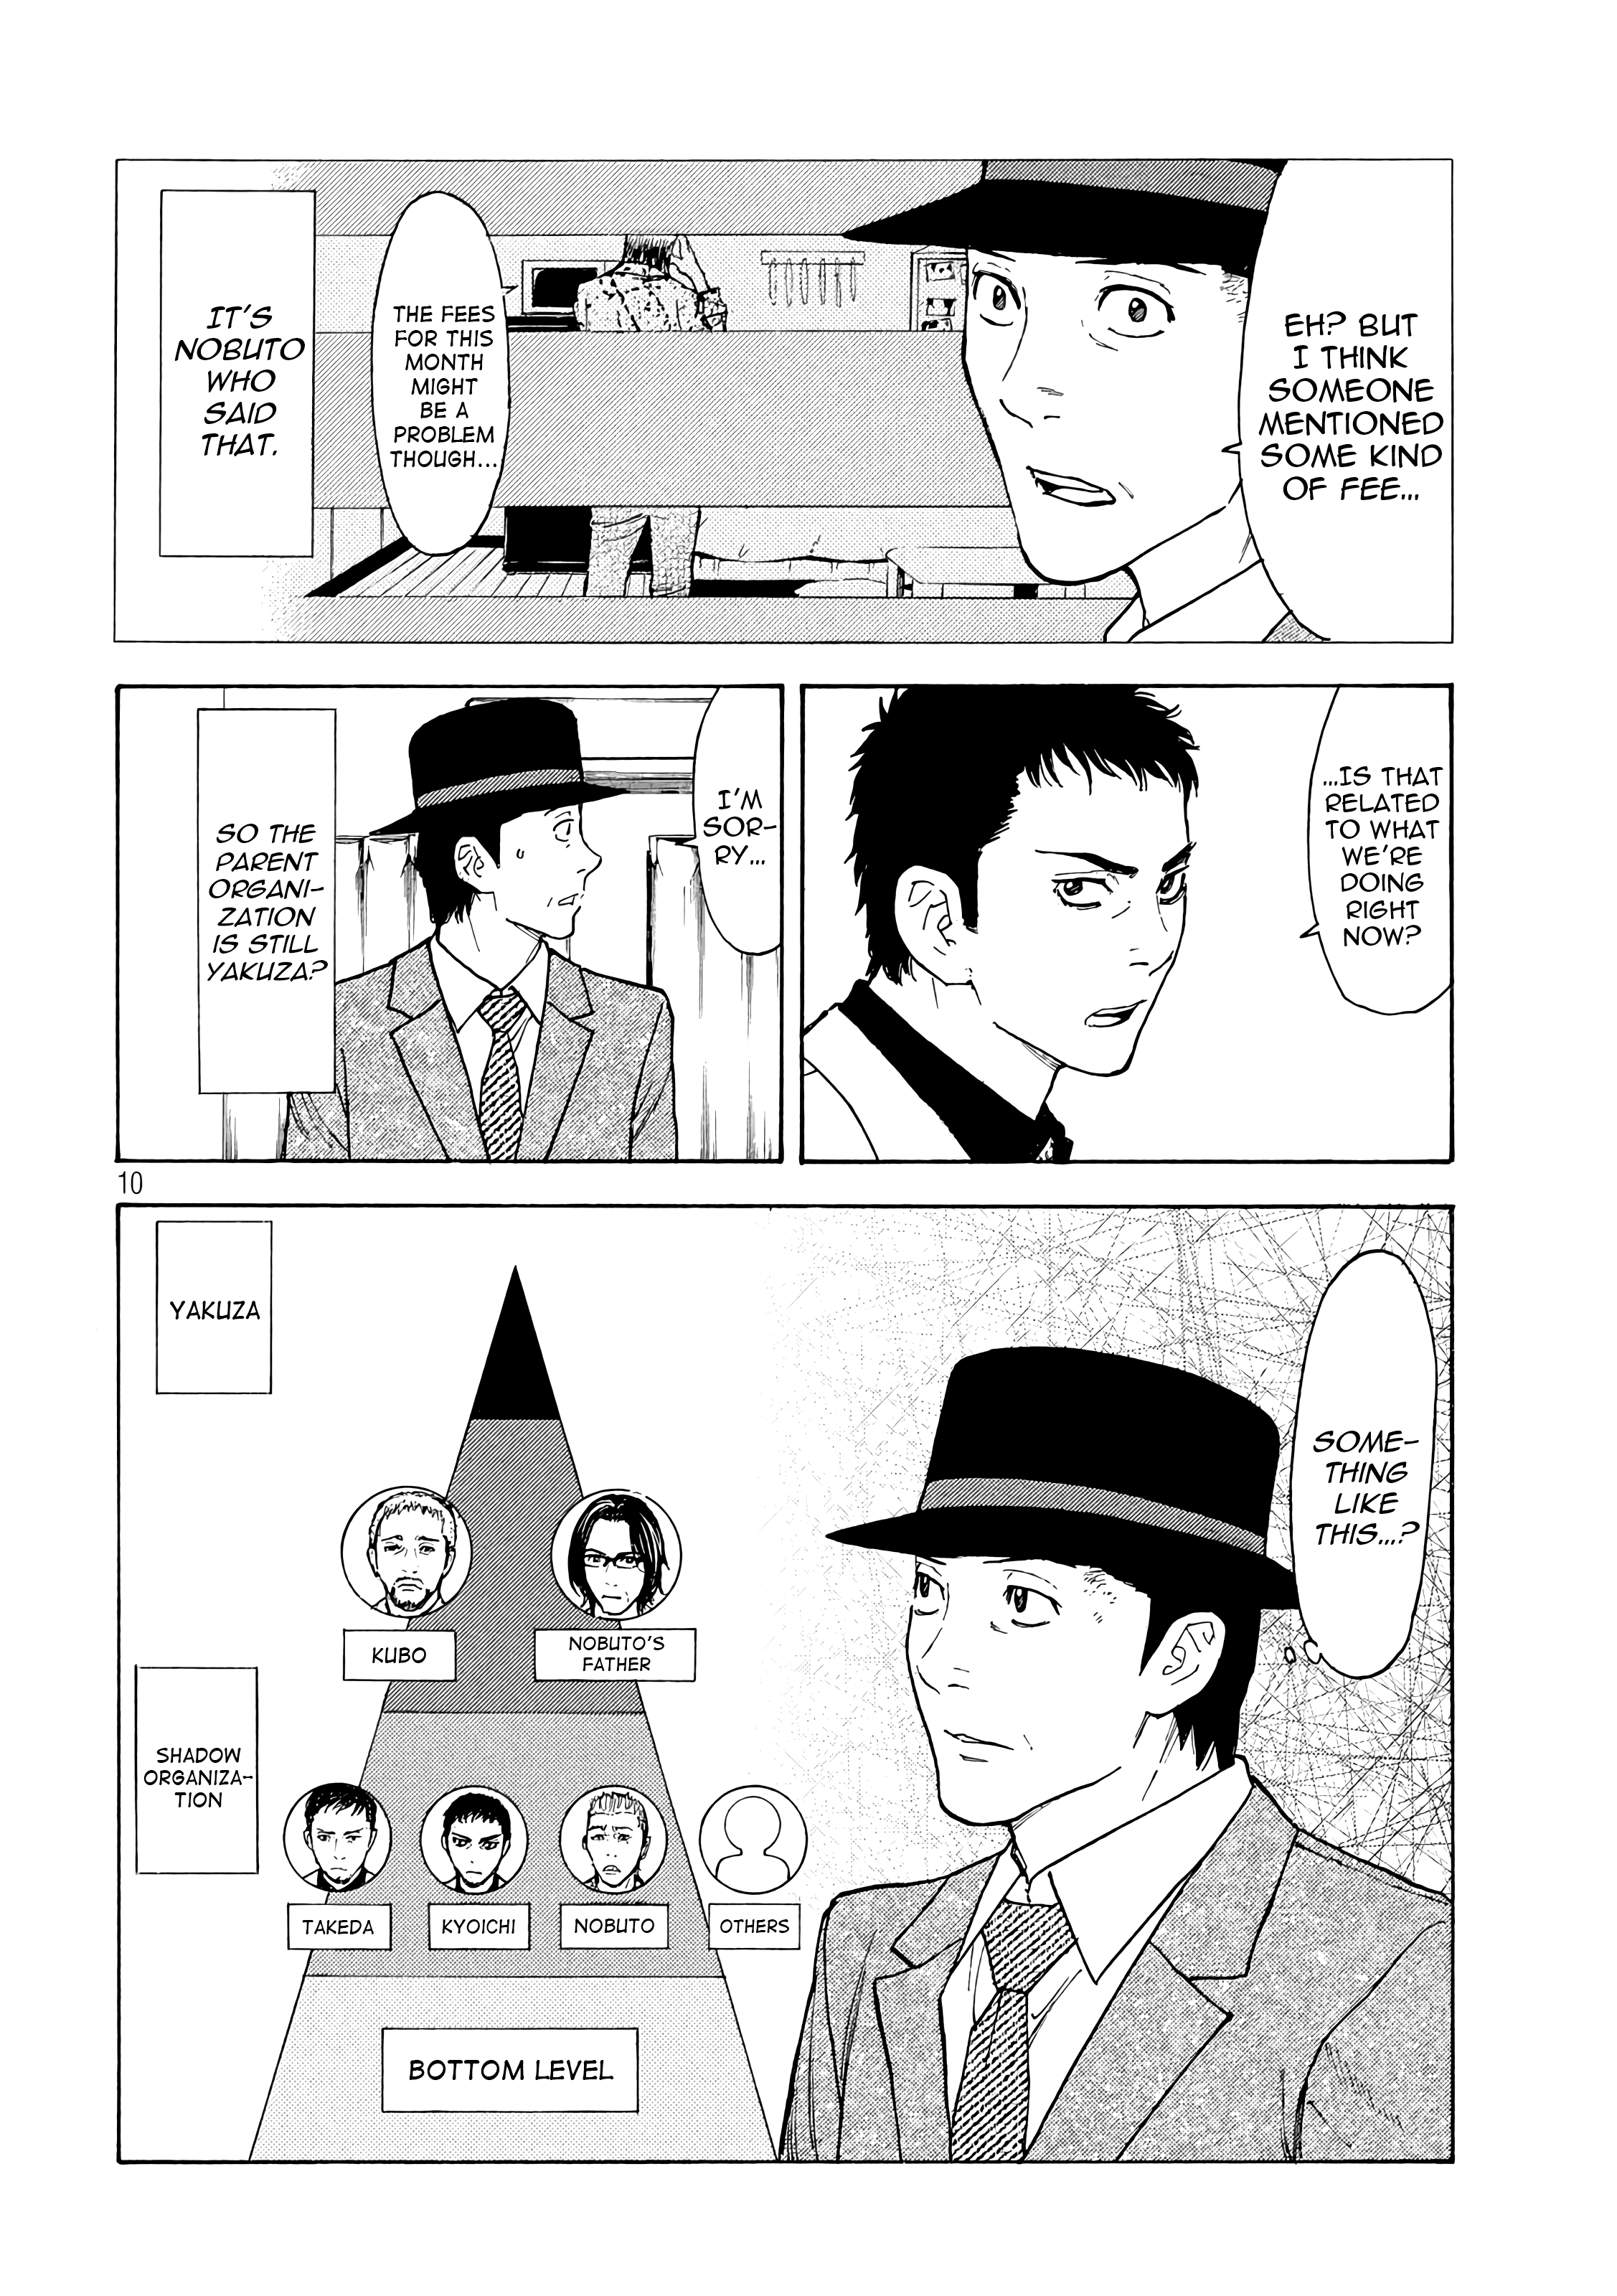 EH? BUT
I THINK
SOMEONE
MENTIONED
SOME KIND
OF FEE...
THE FEES
FOR THIS
MONTH
MIGHT
BE A
PROBLEM
THOUGH...
IT'S
NOBUTO
WHO
SAID
THAT.
...IS THAT
RELATED
TO WHAT
WE'RE
DOING
RIGHT
NOW?
I'M
SOR-
RY...
SO THE
PARENT
ORGANI-
ZATION
IS STILL
YAKUZA?
10
SOME-
THING
LIKE
THIS...?
YAKUZA
KUBO
NOBUTO'S
FATHER
SHADOW
ORGANIZA-
TION
TAKEDA
KYOICHI
NOBUTO
OTHERS
BOTTOM LEVEL